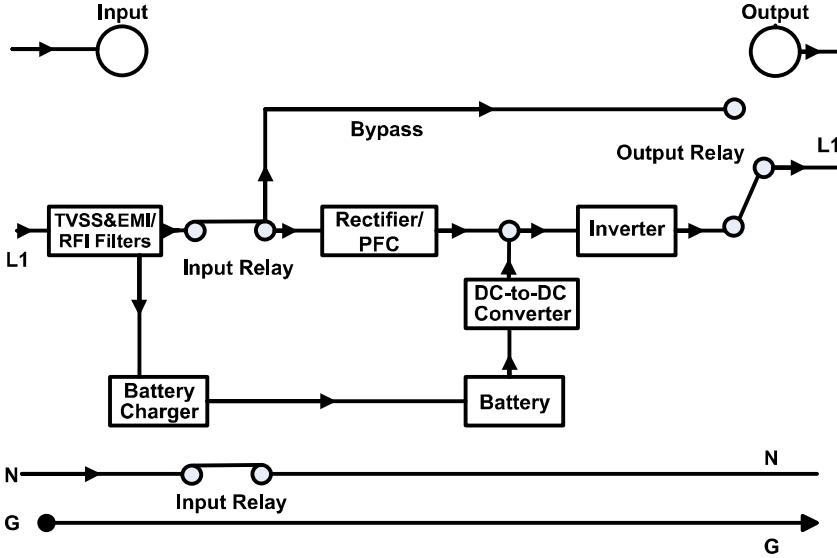 Input
Output
Bypass
Output Relay
L1
TVSS&EMI/
RFI Filters
L1
Input Relay
Rectifier/
PFC
Inverter
DC-to-DC
Converter
Battery
Charger
Battery
N
Input Relay
N
G
G